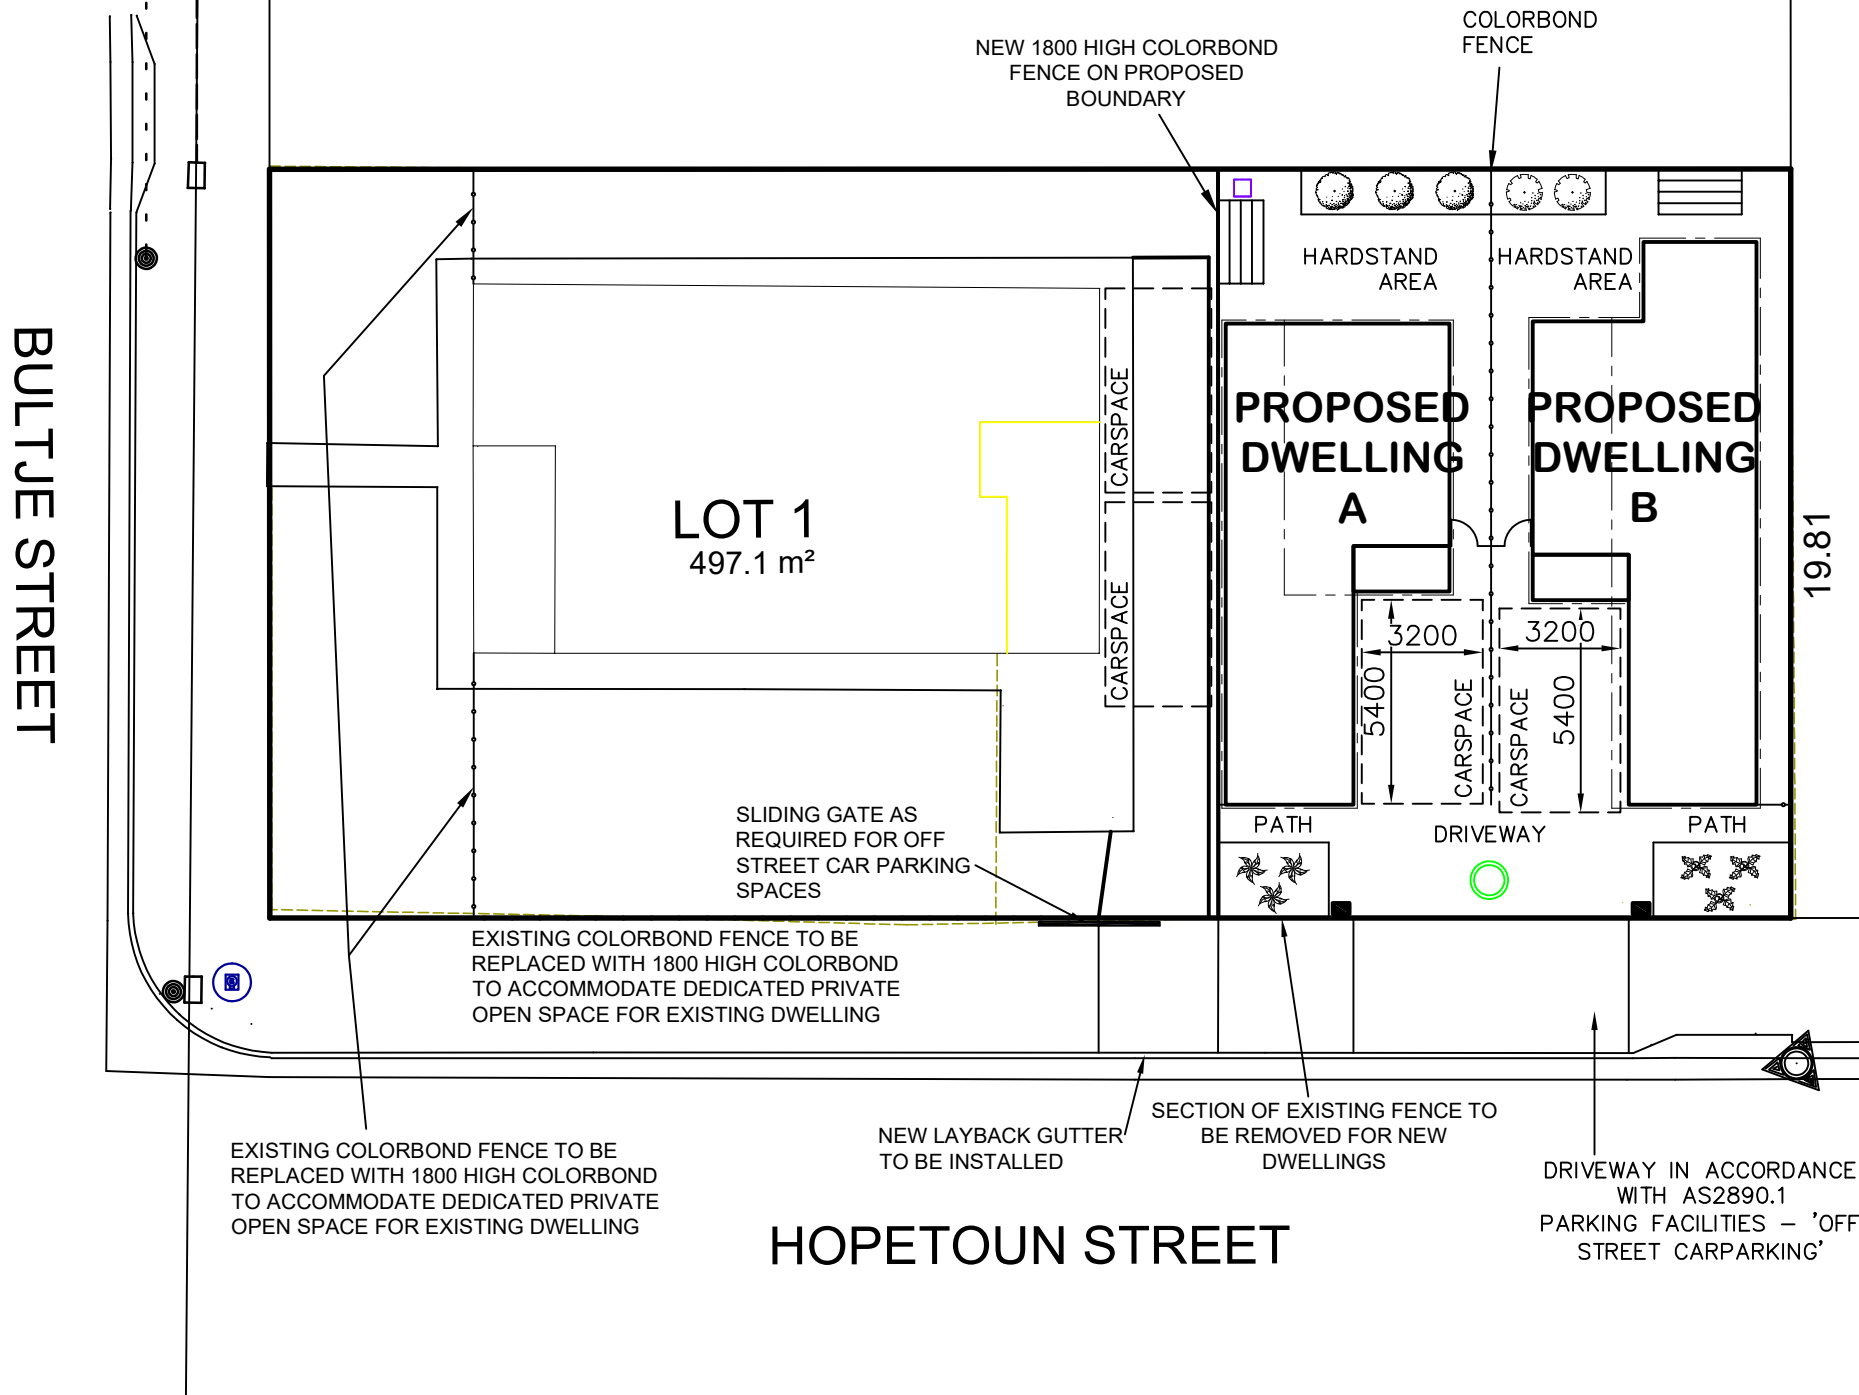 COLORBOND
FENCE
NEW 1800 HIGH COLORBOND
FENCE ON PROPOSED
BOUNDARY
HARDSTAND
AREA
HARDSTAND
AREA
BULTJE STREET
CARSPACE
PROPOSED
DWELLING
A
PROPOSED
DWELLING
B
LOT 1
497.1 m²
19.81
CARSPACE
3200
5400
CARSPACE
3200
5400
CARSPACE
SLIDING GATE AS
REQUIRED FOR OFF
STREET CAR PARKING
SPACES
PATH
DRIVEWAY
PATH
EXISTING COLORBOND FENCE TO BE
REPLACED WITH 1800 HIGH COLORBOND
TO ACCOMMODATE DEDICATED PRIVATE
OPEN SPACE FOR EXISTING DWELLING
EXISTING COLORBOND FENCE TO BE
REPLACED WITH 1800 HIGH COLORBOND
TO ACCOMMODATE DEDICATED PRIVATE
OPEN SPACE FOR EXISTING DWELLING
NEW LAYBACK GUTTER
TO BE INSTALLED
SECTION OF EXISTING FENCE TO
BE REMOVED FOR NEW
DWELLINGS
DRIVEWAY IN ACCORDANCE
WITH AS2890.1
PARKING FACILITIES – 'OFF
STREET CARPARKING'
HOPETOUN STREET